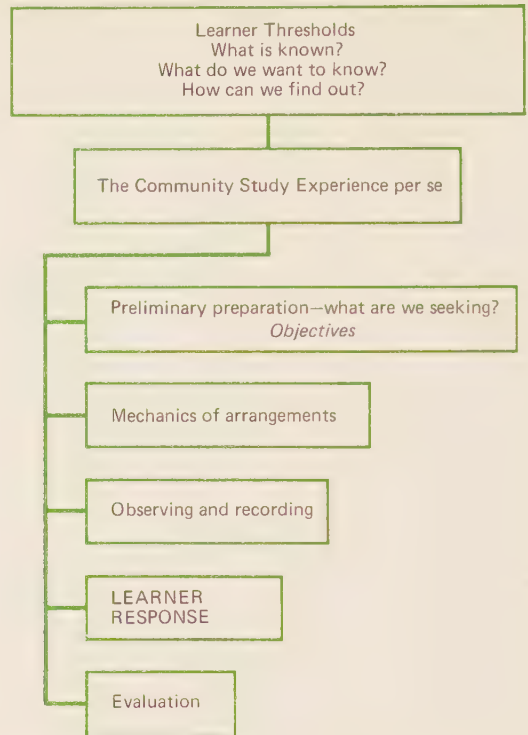 Learner Thresholds
What is known?
What do we want to know?
How can we find out?
The Community Study Experience per se
Preliminary preparation—what are we seeking?
Objectives
Mechanics of arrangements
Observing and recording
LEARNER
RESPONSE
Evaluation